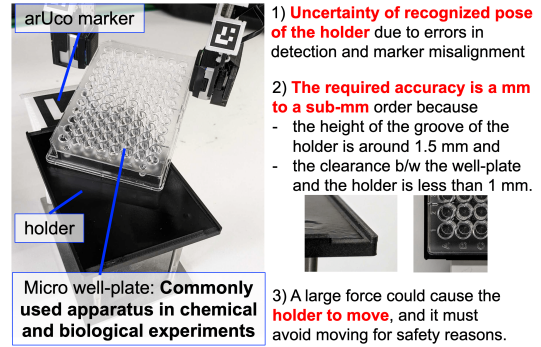 arUco marker
holder
Micro well-plate: Commonly
used apparatus in chemical
and biological experiments
1) Uncertainty of recognized pose
of the holder due to errors in
detection and marker misalignment
2) The required accuracy is a mm
to a sub-mm order because
- the height of the groove of the
holder is around 1.5 mm and
- the clearance b/w the well-plate
and the holder is less than 1 mm.
3) A large force could cause the
holder to move, and it must
avoid moving for safety reasons.